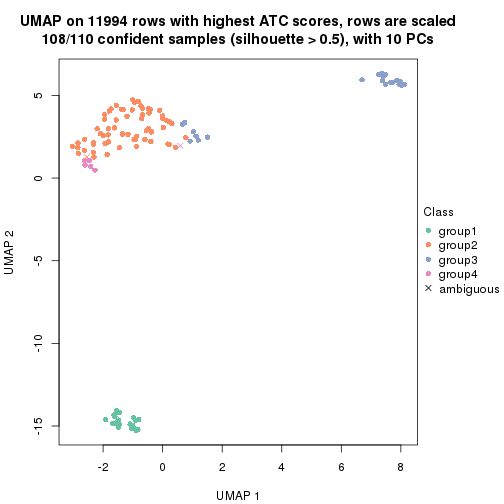 UMAP on 11994 rows with highest ATC scores, rows are scaled
108/110 confident samples (silhouette > 0.5), with 10 PCs
5
0
-5
-10
-15
UMAP 2
-2
0
2
4
6
8
UMAP 1
Class
group1
group2
group3
group4
ambiguous